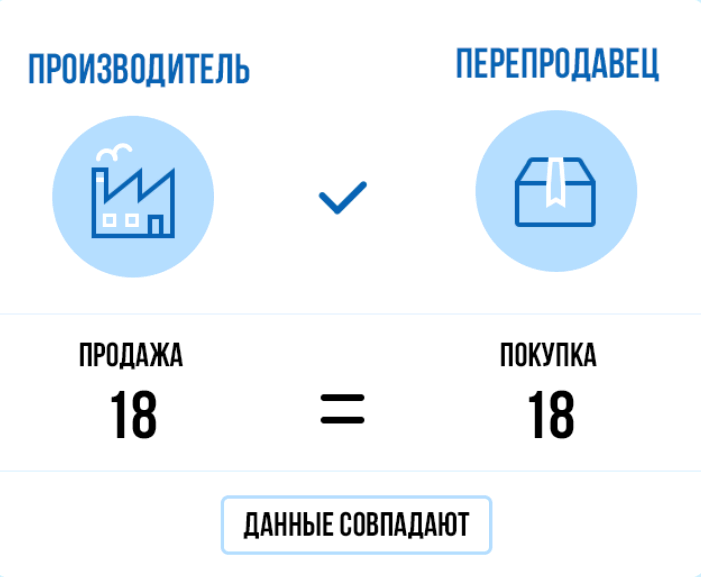 ПРОИЗВОДИТЕЛЬ
ПЕРЕПРОДАВЕЦ
ПРОДАЖА
ПОКУПКА
18 = 18
ДАННЫЕ СОВПАДАЮТ